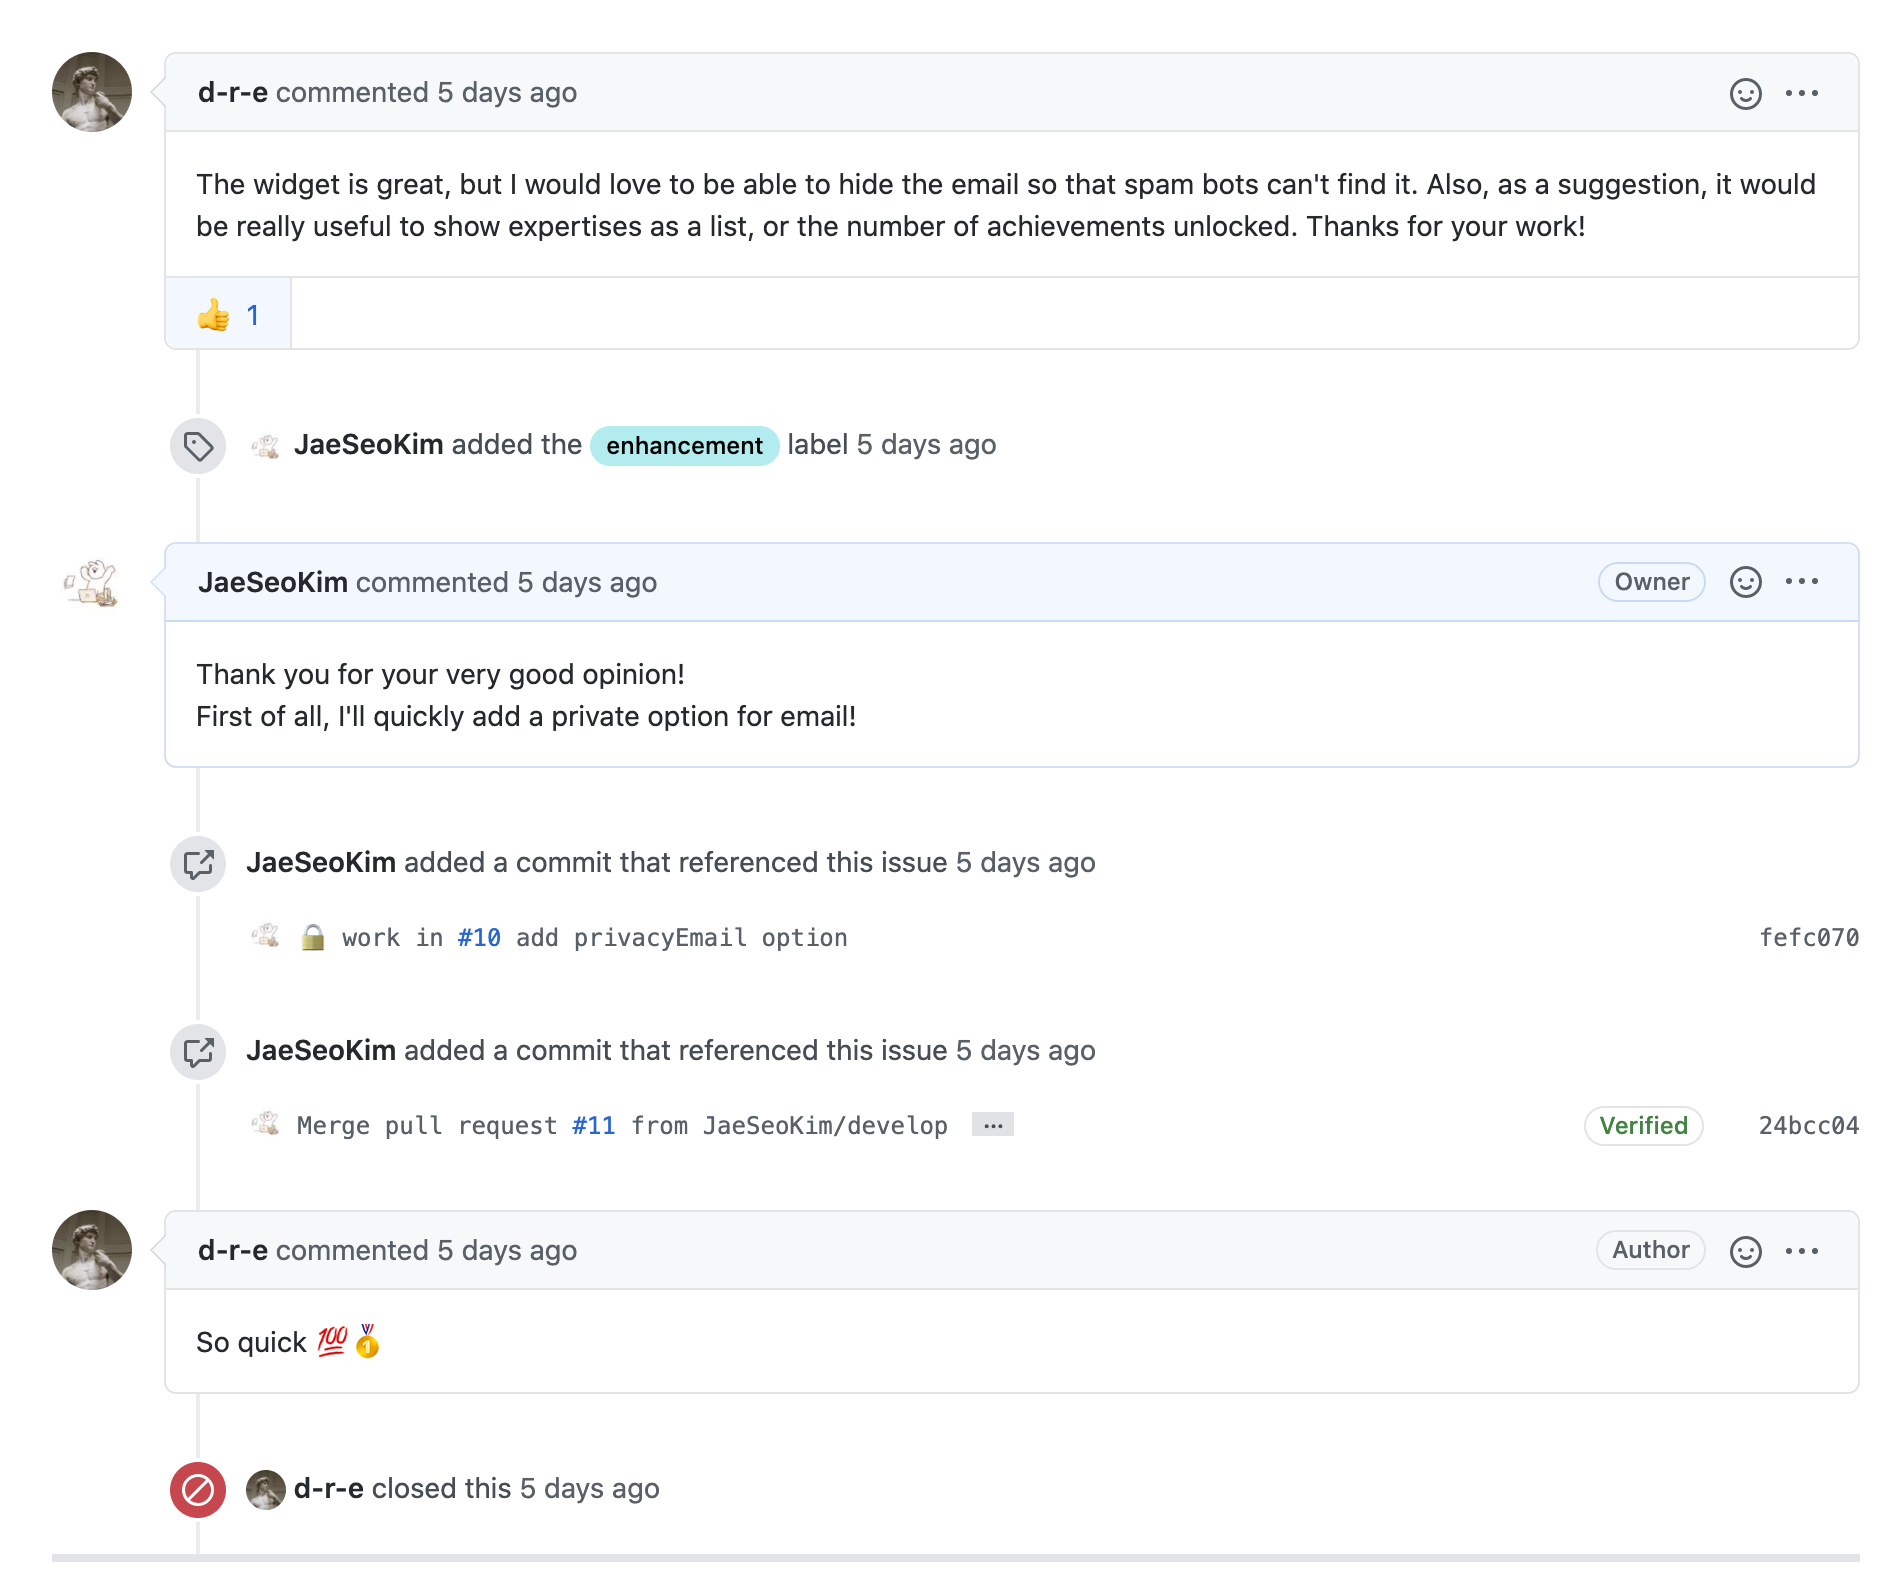 d-r-e commented 5 days ago
The widget is great, but I would love to be able to hide the email so that spam bots can't find it. Also, as a suggestion, it would
be really useful to show expertises as a list, or the number of achievements unlocked. Thanks for your work!
👍 1
JaeSeoKim added the enhancement label 5 days ago
JaeSeoKim commented 5 days ago Owner
Thank you for your very good opinion!
First of all, I'll quickly add a private option for email!
JaeSeoKim added a commit that referenced this issue 5 days ago
🔒 work in #10 add privacyEmail option fefc070
JaeSeoKim added a commit that referenced this issue 5 days ago
Merge pull request #11 from JaeSeoKim/develop … Verified 24bcc04
d-r-e commented 5 days ago Author
So quick 💯🥇
d-r-e closed this 5 days ago